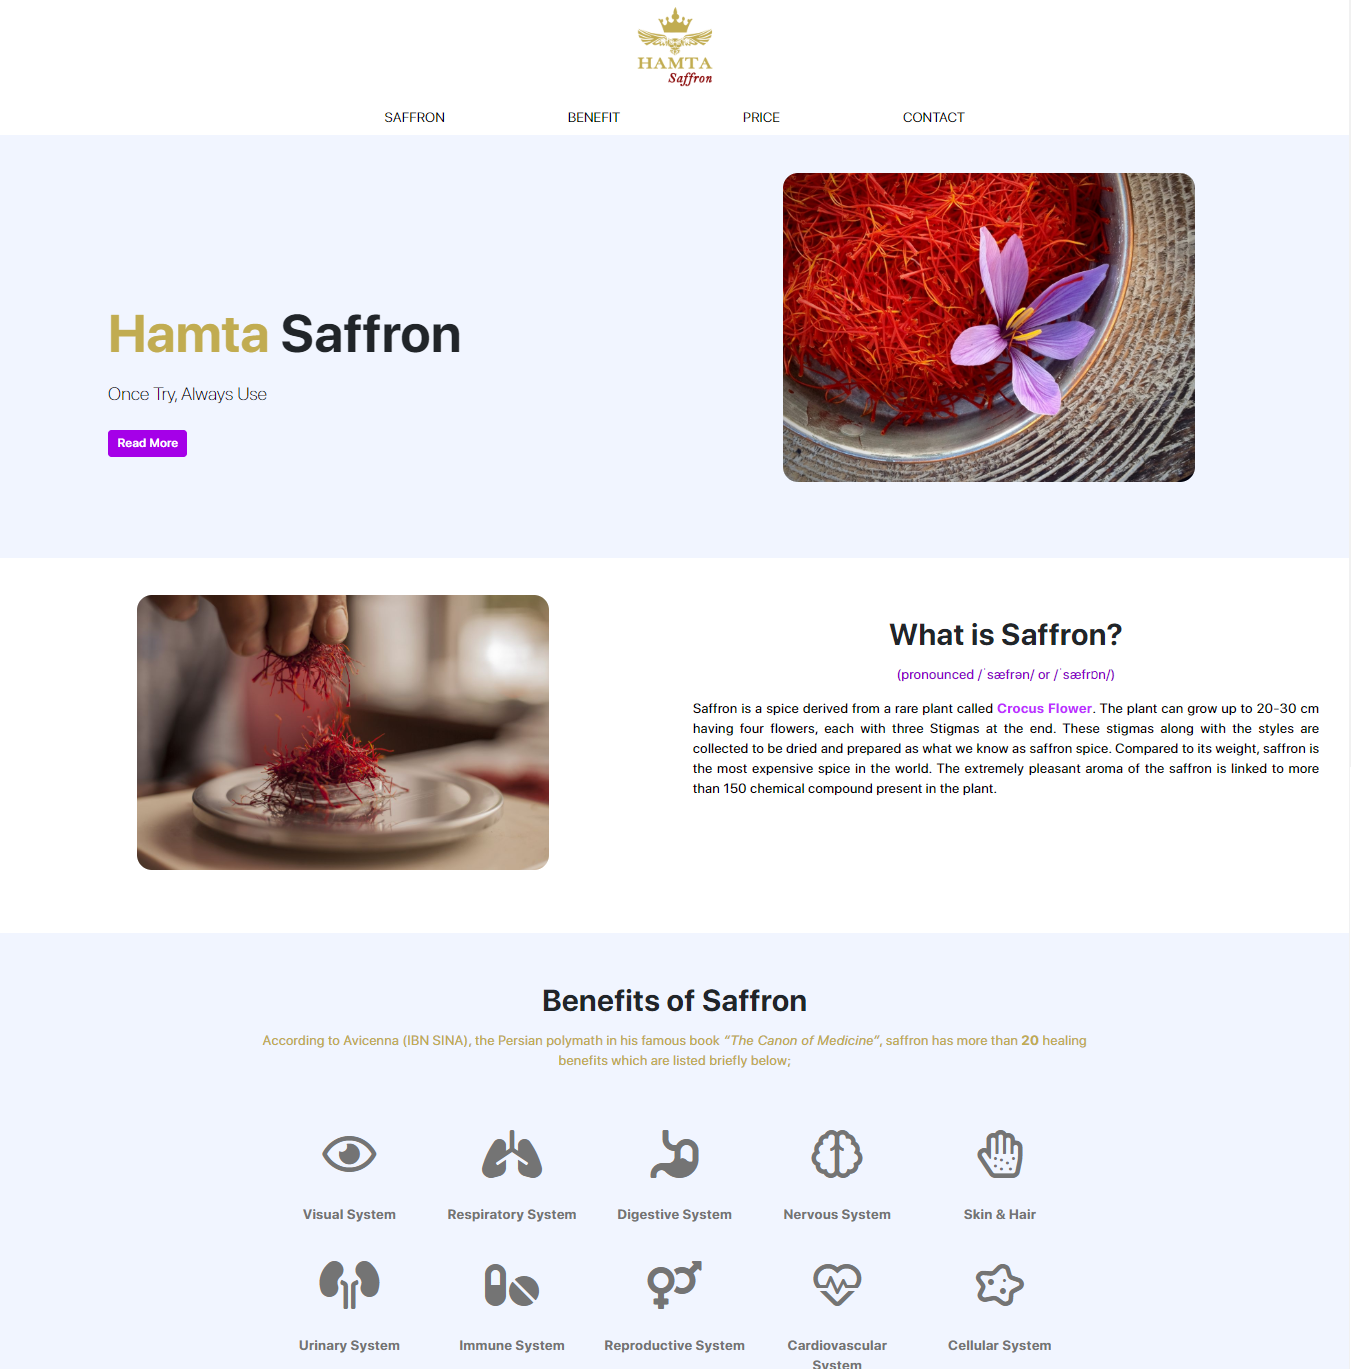 HAMTA
Saffron
SAFFRON BENEFIT PRICE CONTACT
Hamta Saffron
Once Try, Always Use
Read More
What is Saffron?
(pronounced /ˈsæfrən/ or /ˈsæfrɒn/)
Saffron is a spice derived from a rare plant called Crocus Flower. The plant can grow up to 20-30 cm
having four flowers, each with three Stigmas at the end. These stigmas along with the styles are
collected to be dried and prepared as what we know as saffron spice. Compared to its weight, saffron is
the most expensive spice in the world. The extremely pleasant aroma of the saffron is linked to more
than 150 chemical compound present in the plant.
Benefits of Saffron
According to Avicenna (IBN SINA), the Persian polymath in his famous book “The Canon of Medicine”, saffron has more than 20 healing
benefits which are listed briefly below;
Visual System Respiratory System Digestive System Nervous System Skin & Hair
Urinary System Immune System Reproductive System Cardiovascular Cellular System
System